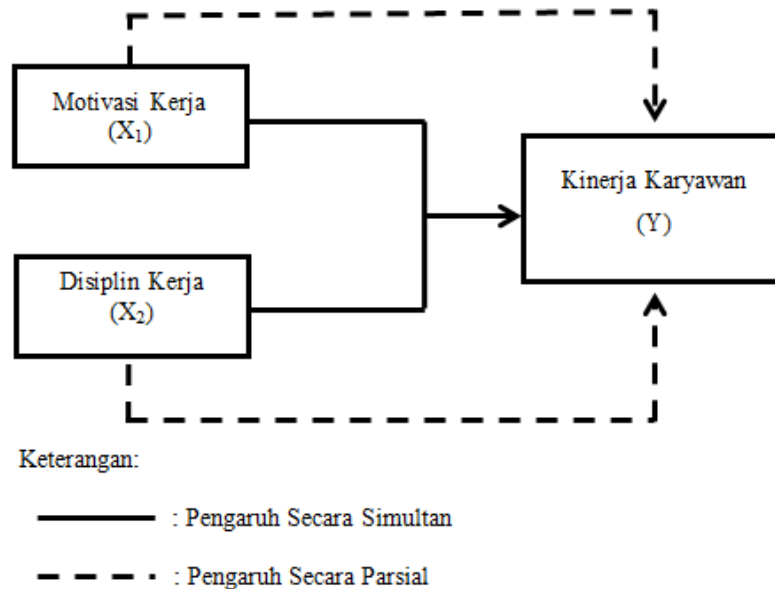 Motivasi Kerja
(X₁)
Kinerja Karyawan
(Y)
Disiplin Kerja
(X₂)
Keterangan:
: Pengaruh Secara Simultan
: Pengaruh Secara Parsial